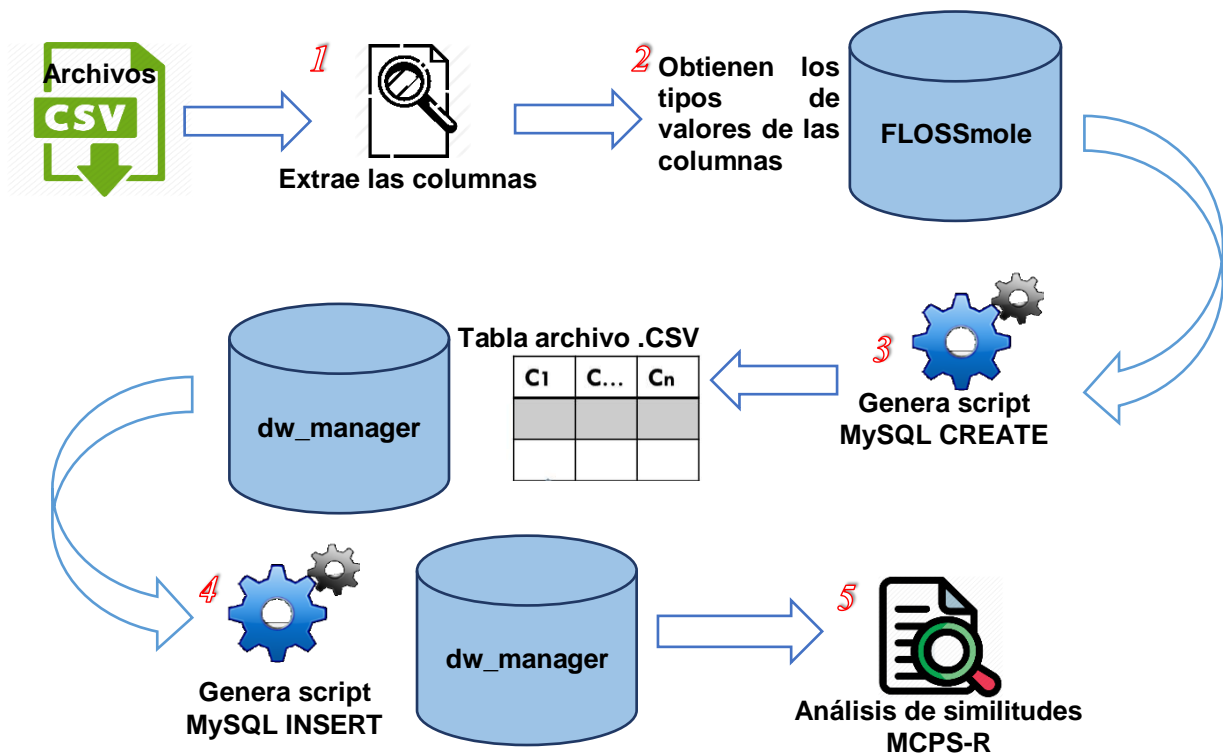 Archivos
CSV
1
Extrae las columnas
2
Obtienen los
tipos de
valores de las
columnas
FLOSSmole
3
Genera script
MySQL CREATE
Tabla archivo .CSV
C1 C... Cn
dw_manager
4
Genera script
MySQL INSERT
dw_manager
5
Análisis de similitudes
MCPS-R